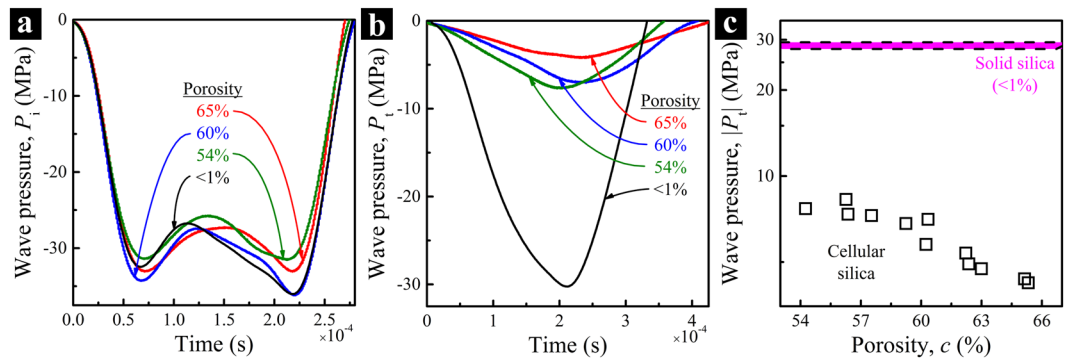 a
Wave pressure, Pᵢ (MPa)
0
-10
-20
-30
Porosity
65%
60%
54%
<1%
0.0
0.5
1.0
1.5
2.0
2.5
×10⁻⁴
Time (s)
b
Wave pressure, Pₜ (MPa)
0
-10
-20
-30
Porosity
65%
60%
54%
<1%
0
1
2
3
4
×10⁻⁴
Time (s)
c
Wave pressure, |Pₜ| (MPa)
30
20
10
Solid silica
(<1%)
Cellular
silica
54
57
60
63
66
Porosity, c (%)